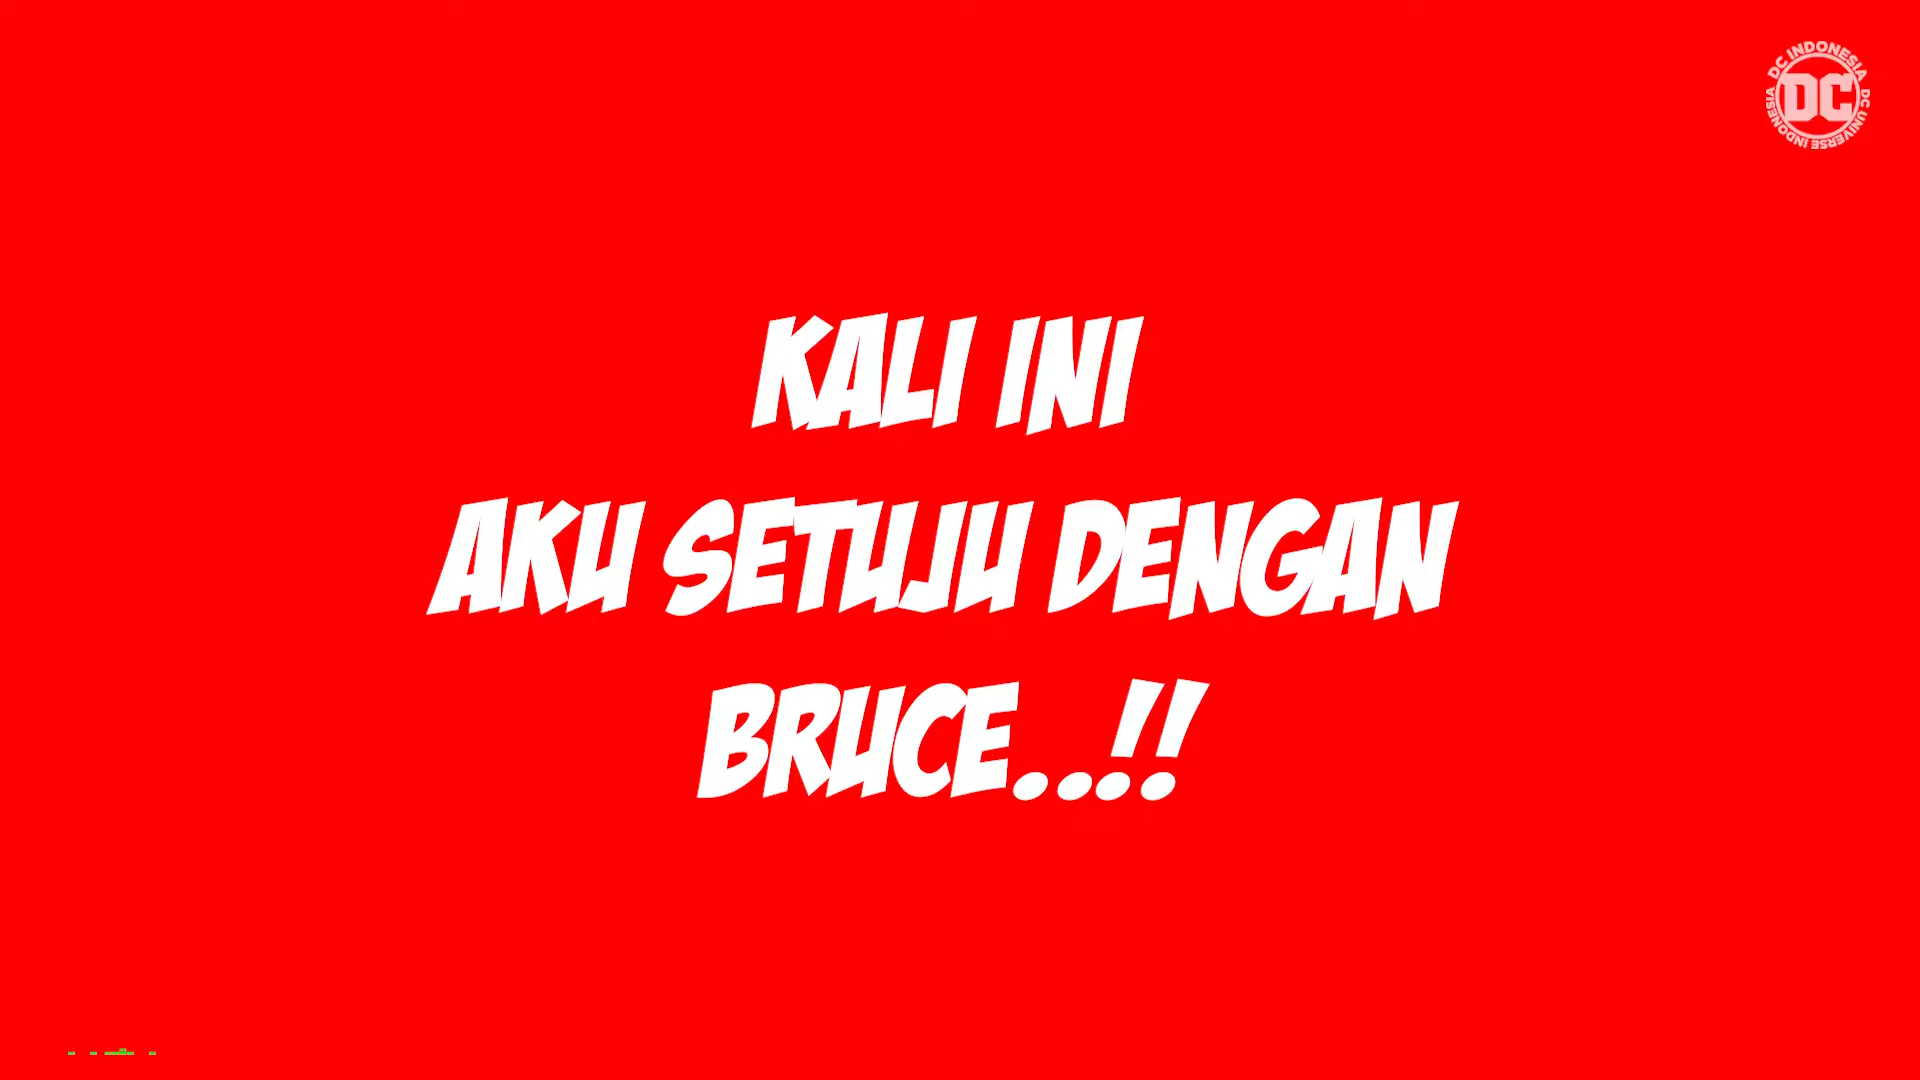 DC INDONESIA
DC
DC UNIVERSE INDONESIA
KALI INI
AKU SETUJU DENGAN
BRUCE...!!